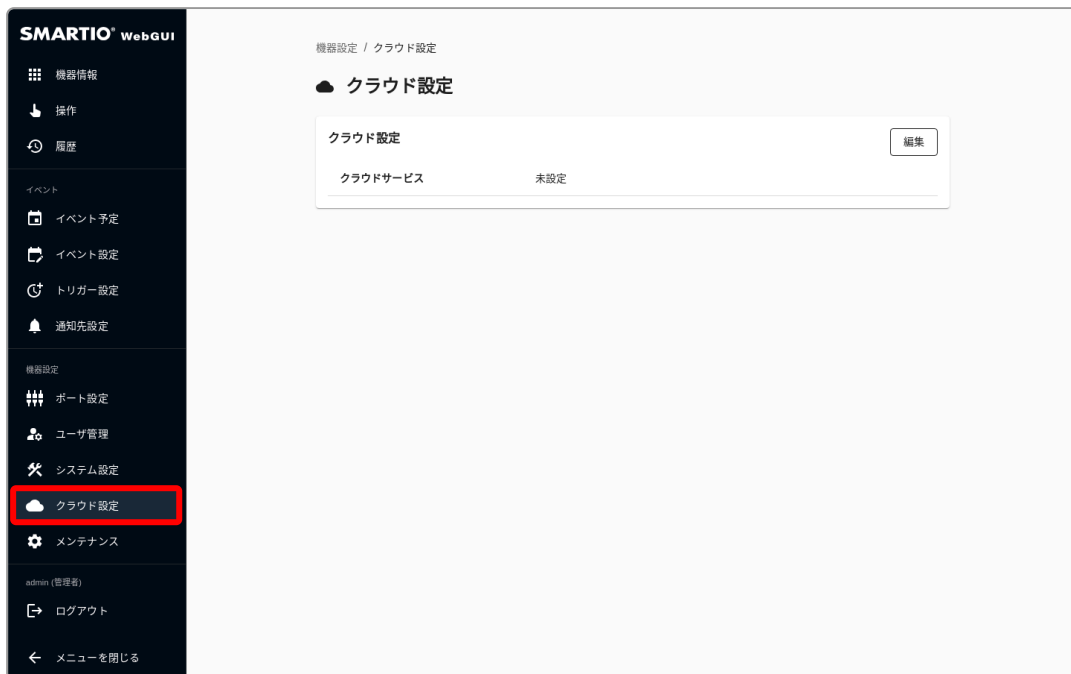 SMARTIO® WebGUI
機器情報
操作
履歴
イベント
イベント予定
イベント設定
トリガー設定
通知先設定
機器設定
ポート設定
ユーザ管理
システム設定
クラウド設定
メンテナンス
admin (管理者)
ログアウト
メニューを閉じる
機器設定 / クラウド設定
クラウド設定
クラウド設定
編集
クラウドサービス 未設定